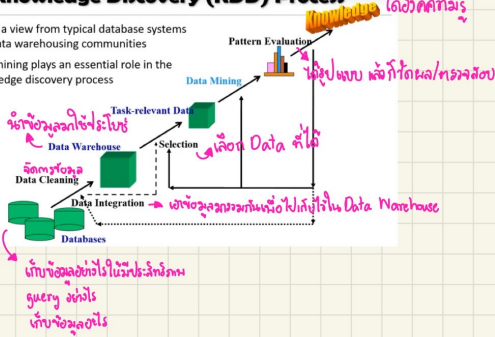 Knowledge Discovery (KDD) Process
a view from typical database systems
ata warehousing communities
Pattern Evaluation
Knowledge
ได้องค์ความรู้
mining plays an essential role in the
edge discovery process
Data Mining
ได้รูปแบบ แล้วก็วัดผล/ตรวจสอบ
Task-relevant Data
นำข้อมูลมาใช้ประโยชน์
Data Warehouse
Selection
เลือก Data ที่ได้
จัดการข้อมูล
Data Cleaning
Data Integration
เอาข้อมูลมารวมกันเพื่อไปเก็บไว้ใน Data Warehouse
Databases
เก็บข้อมูลอย่างไรให้มีประสิทธิภาพ
query อย่างไร
เก็บข้อมูลอะไร